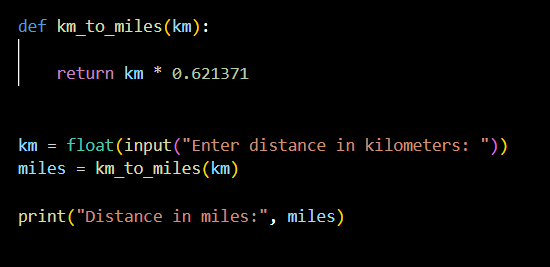 def km_to_miles(km):
    return km * 0.621371
km = float(input("Enter distance in kilometers: "))
miles = km_to_miles(km)
print("Distance in miles:", miles)